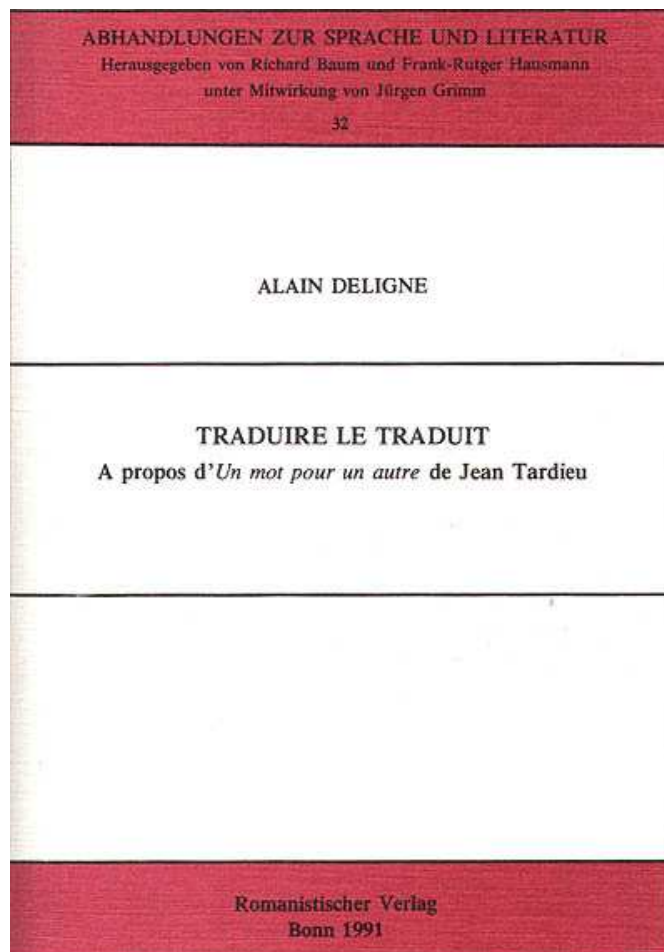 ABHANDLUNGEN ZUR SPRACHE UND LITERATUR
Herausgegeben von Richard Baum und Frank-Rutger Hausmann
unter Mitwirkung von Jürgen Grimm
32
ALAIN DELIGNE
TRADUIRE LE TRADUIT
A propos d'Un mot pour un autre de Jean Tardieu
Romanistischer Verlag
Bonn 1991